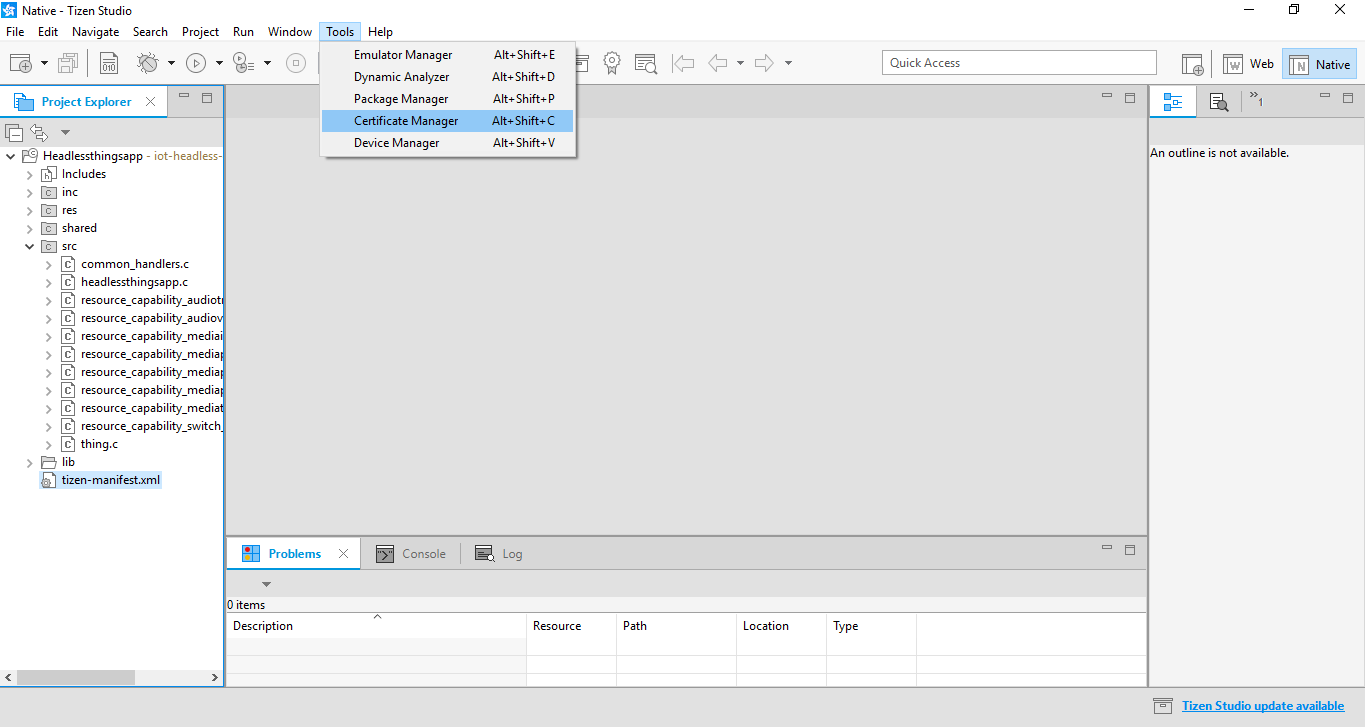 Native - Tizen Studio
File Edit Navigate Search Project Run Window Tools Help
Emulator Manager Alt+Shift+E
Dynamic Analyzer Alt+Shift+D
Package Manager Alt+Shift+P
Certificate Manager Alt+Shift+C
Device Manager Alt+Shift+V
010
Quick Access
W Web
N Native
Project Explorer
Headlessthingsapp - iot-headless-
h Includes
c inc
c res
c shared
c src
c common_handlers.c
c headlessthingsapp.c
c resource_capability_audiotr
c resource_capability_audiov
c resource_capability_mediai
c resource_capability_mediap
c resource_capability_mediap
c resource_capability_mediap
c resource_capability_mediat
c resource_capability_switch_
c thing.c
lib
tizen-manifest.xml
»1
An outline is not available.
Problems Console Log
0 items
Description Resource Path Location Type
Tizen Studio update available